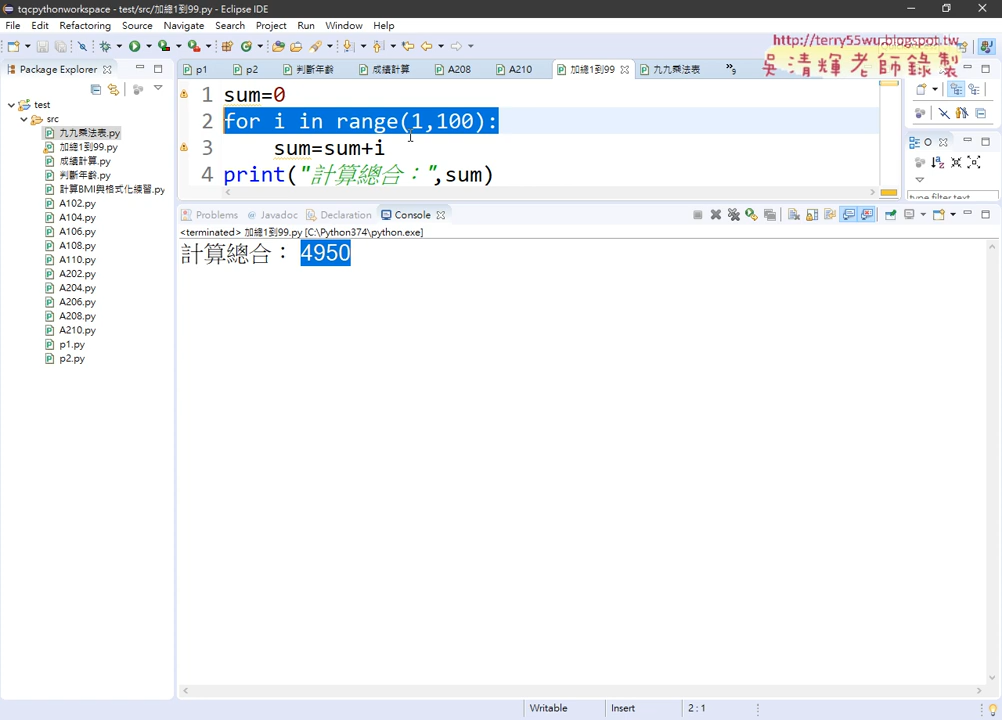 tqcpythonworkspace - test/src/加總1到99.py - Eclipse IDE
File Edit Refactoring Source Navigate Search Project Run Window Help
http://terry55wu.blogspot.tw
吳清輝老師錄製
Package Explorer
test
src
九九乘法表.py
加總1到99.py
成績計算.py
判斷年齡.py
計算BMI與格式化練習.py
A102.py
A104.py
A106.py
A108.py
A110.py
A202.py
A204.py
A206.py
A208.py
A210.py
p1.py
p2.py
p1 p2 判斷年齡 成績計算 A208 A210 加總1到99 九九乘法表 »9
1 sum=0
2 for i in range(1,100):
3 sum=sum+i
4 print("計算總合：",sum)
Problems Javadoc Declaration Console
<terminated> 加總1到99.py [C:\Python374\python.exe]
計算總合： 4950
type filter text
Writable Insert 2 : 1